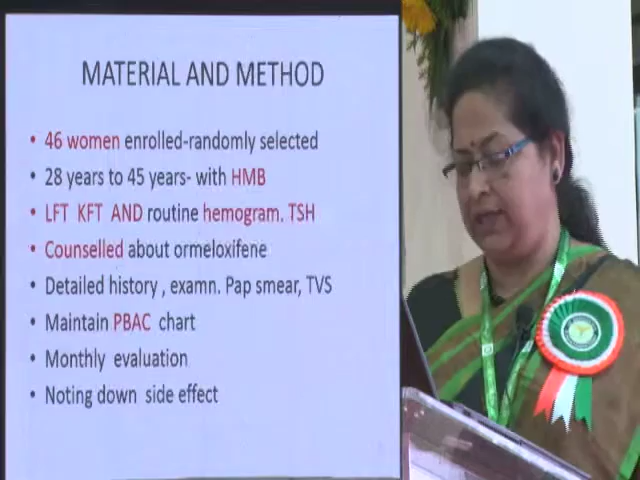 MATERIAL AND METHOD
• 46 women enrolled-randomly selected
• 28 years to 45 years- with HMB
• LFT KFT AND routine hemogram. TSH
• Counselled about ormeloxifene
• Detailed history , examn. Pap smear, TVS
• Maintain PBAC chart
• Monthly evaluation
• Noting down side effect